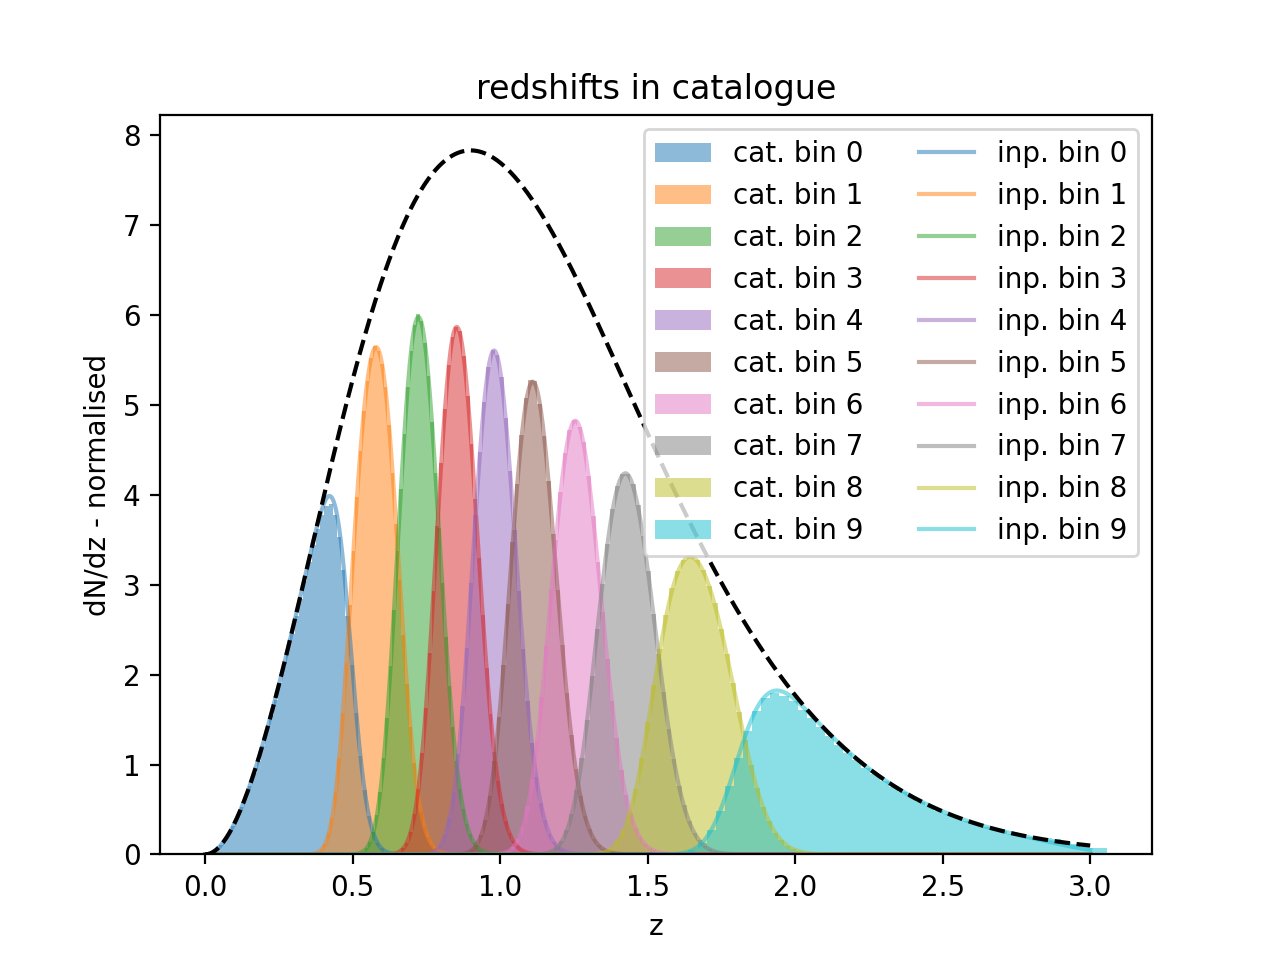 redshifts in catalogue
dN/dz - normalised
8
7
6
5
4
3
2
1
0
cat. bin 0
cat. bin 1
cat. bin 2
cat. bin 3
cat. bin 4
cat. bin 5
cat. bin 6
cat. bin 7
cat. bin 8
cat. bin 9
inp. bin 0
inp. bin 1
inp. bin 2
inp. bin 3
inp. bin 4
inp. bin 5
inp. bin 6
inp. bin 7
inp. bin 8
inp. bin 9
0.0 0.5 1.0 1.5 2.0 2.5 3.0
z